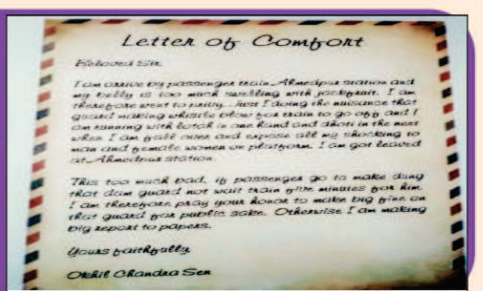 Letter of Comfort
Beloved Sir,
I am arrive by passenger train Ahmedpur station and
my belly is too much swelling with jackfruit. I am
therefore went to privy. Just I doing the nuisance that
guard making whistle blow for train to go off and I
am running with lotah in one hand and dhoti in the next
when I am fall over and expose all my shocking to
man and female women on platform. I am got leaved
at Ahmedpur station.
This too much bad, if passenger go to make dung
that dam guard not wait train five minutes for him.
I am therefore pray your honor to make big fine on
that guard for public sake. Otherwise I am making
big report to papers.
Yours faithfully
Okhil Chandra Sen